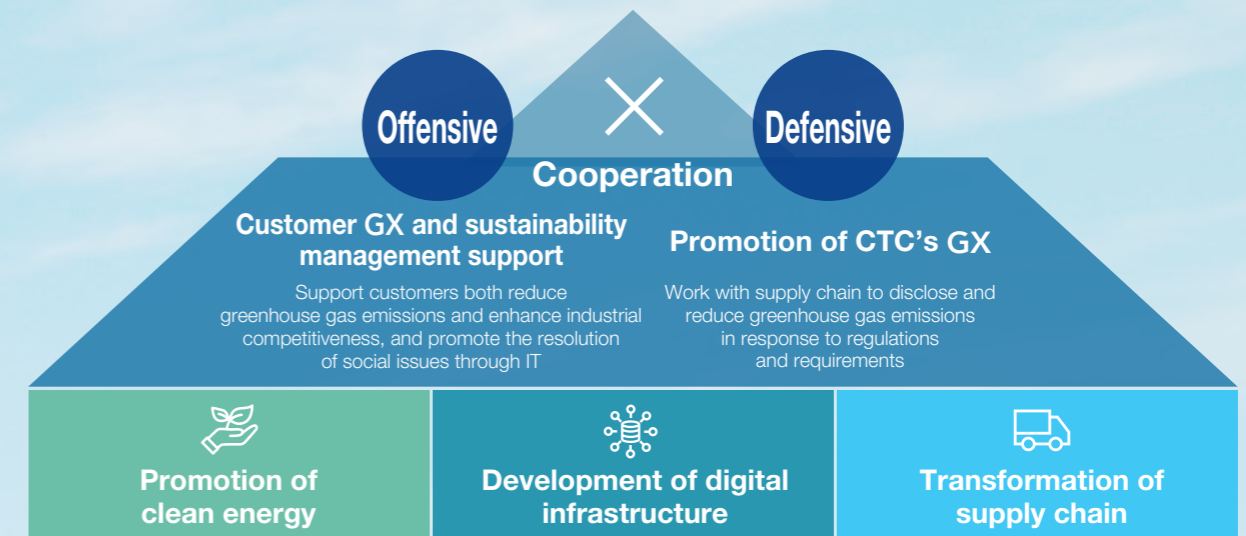 Offensive
Defensive
Cooperation
Customer GX and sustainability
management support
Support customers both reduce
greenhouse gas emissions and enhance industrial
competitiveness, and promote the resolution
of social issues through IT
Promotion of CTC’s GX
Work with supply chain to disclose and
reduce greenhouse gas emissions
in response to regulations
and requirements
Promotion of
clean energy
Development of digital
infrastructure
Transformation of
supply chain